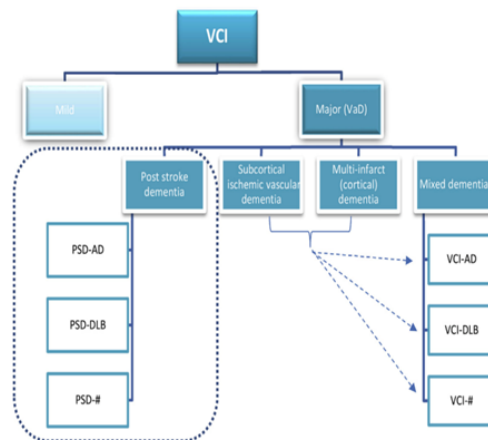 VCI
Mild
Major (VaD)
Post stroke
dementia
Subcortical
ischemic vascular
dementia
Multi-infarct
(cortical)
dementia
Mixed dementia
PSD-AD
PSD-DLB
PSD-#
VCI-AD
VCI-DLB
VCI-#